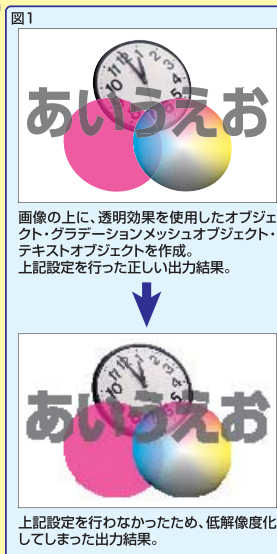 図1
あいうえお
画像の上に、透明効果を使用したオブジェ
クト・グラデーションメッシュオブジェクト・
テキストオブジェクトを作成。
上記設定を行った正しい出力結果。
あいうえお
上記設定を行わなかったため、低解像度化
してしまった出力結果。